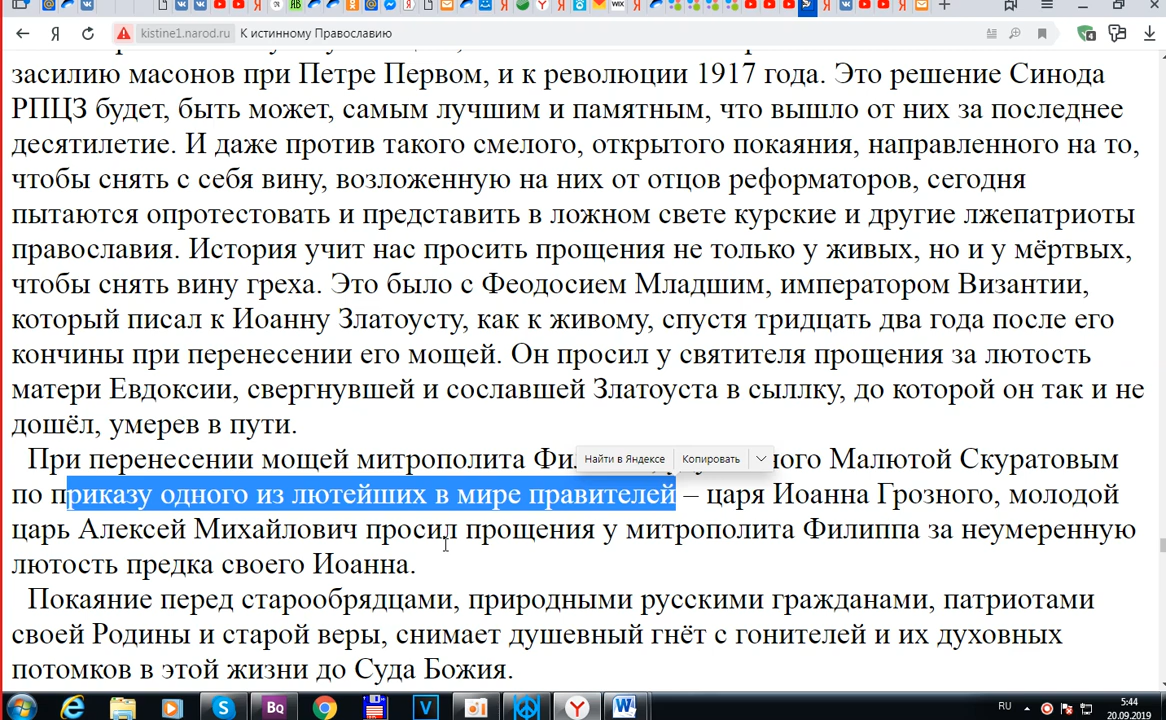 kistine1.narod.ru К истинному Православию
засилию масонов при Петре Первом, и к революции 1917 года. Это решение Синода
РПЦЗ будет, быть может, самым лучшим и памятным, что вышло от них за последнее
десятилетие. И даже против такого смелого, открытого покаяния, направленного на то,
чтобы снять с себя вину, возложенную на них от отцов реформаторов, сегодня
пытаются опротестовать и представить в ложном свете курские и другие лжепатриоты
православия. История учит нас просить прощения не только у живых, но и у мёртвых,
чтобы снять вину греха. Это было с Феодосием Младшим, императором Византии,
который писал к Иоанну Златоусту, как к живому, спустя тридцать два года после его
кончины при перенесении его мощей. Он просил у святителя прощения за лютость
матери Евдоксии, свергнувшей и сославшей Златоуста в сыллку, до которой он так и не
дошёл, умерев в пути.
Найти в Яндексе Копировать
При перенесении мощей митрополита Малютой Скуратовым
по приказу одного из лютейших в мире правителей – царя Иоанна Грозного, молодой
царь Алексей Михайлович просил прощения у митрополита Филиппа за неумеренную
лютость предка своего Иоанна.
Покаяние перед старообрядцами, природными русскими гражданами, патриотами
своей Родины и старой веры, снимает душевный гнёт с гонителей и их духовных
потомков в этой жизни до Суда Божия.
RU 5:44
20.09.2019